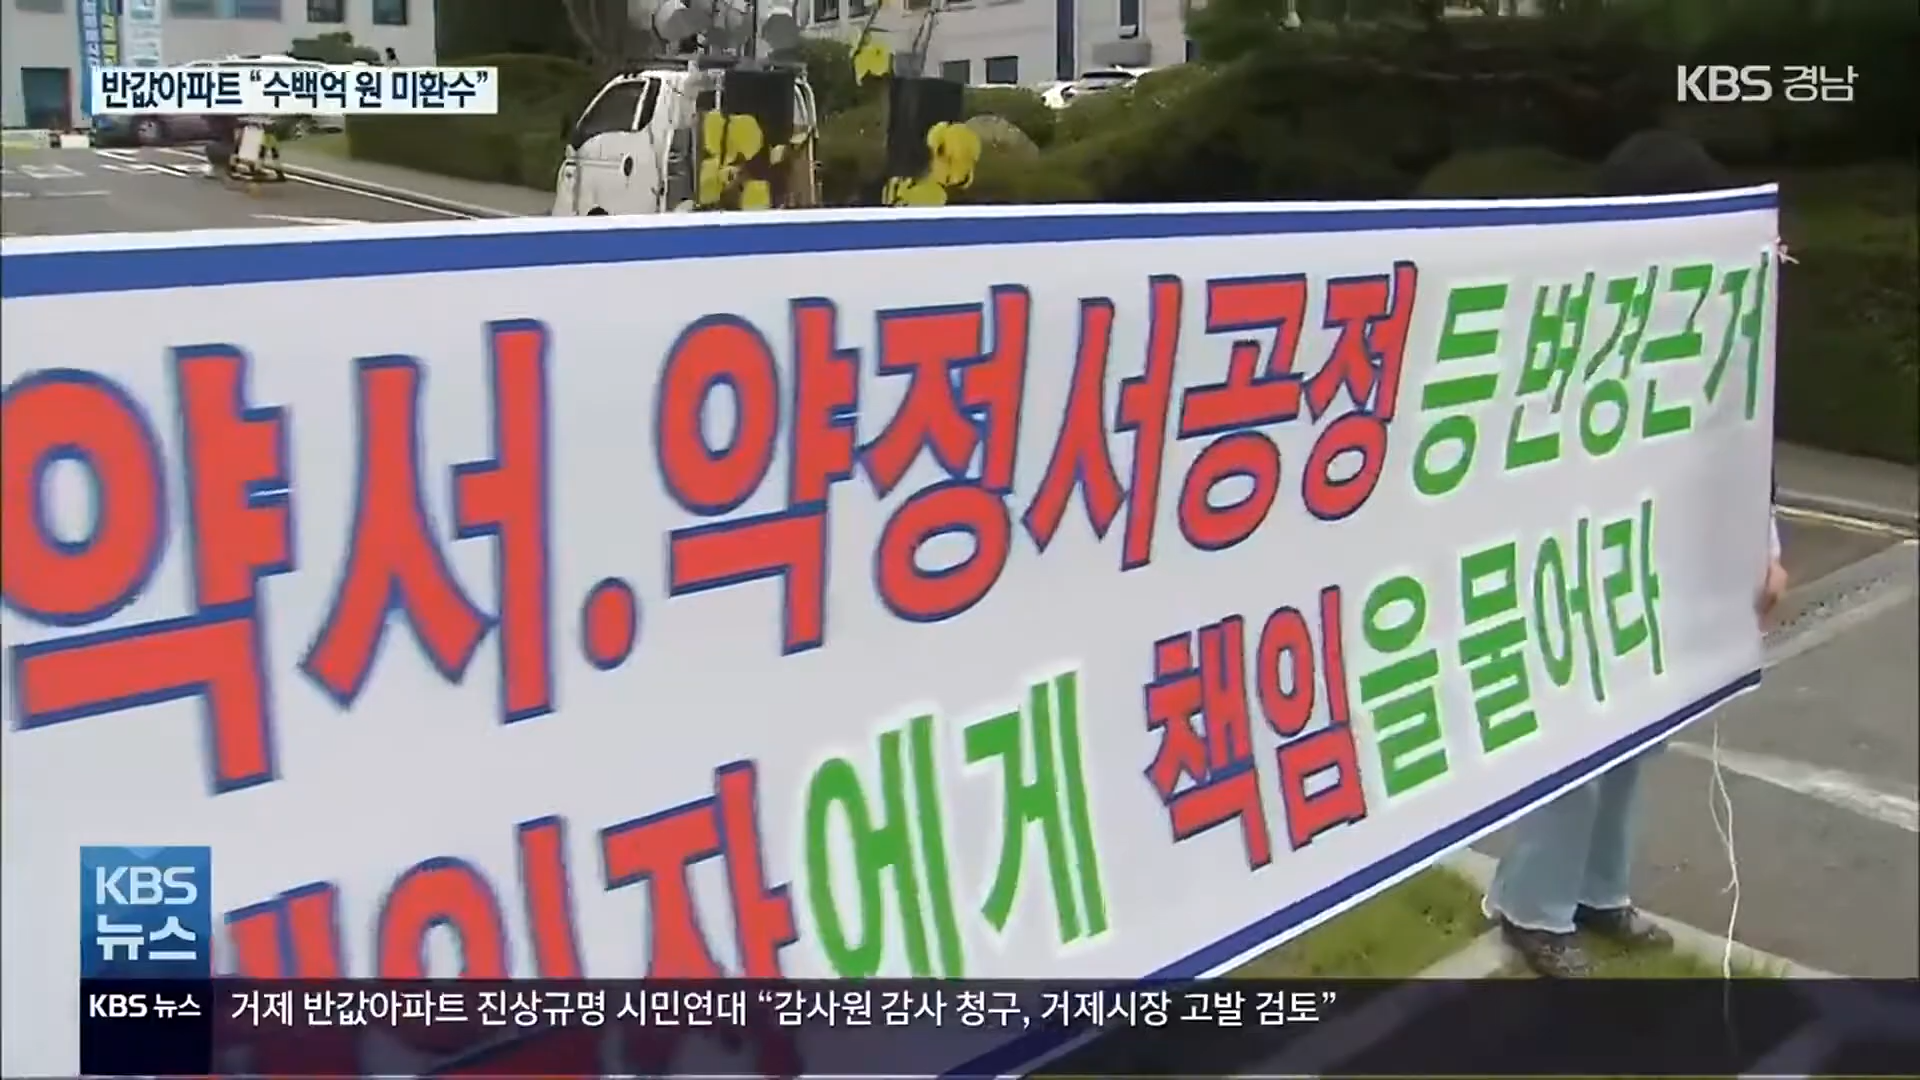 반값아파트 “수백억 원 미환수”
KBS 경남
약서.약정서공정 등 변경근거
책임자에게 책임을 물어라
KBS
뉴스
KBS 뉴스
거제 반값아파트 진상규명 시민연대 “감사원 감사 청구, 거제시장 고발 검토”